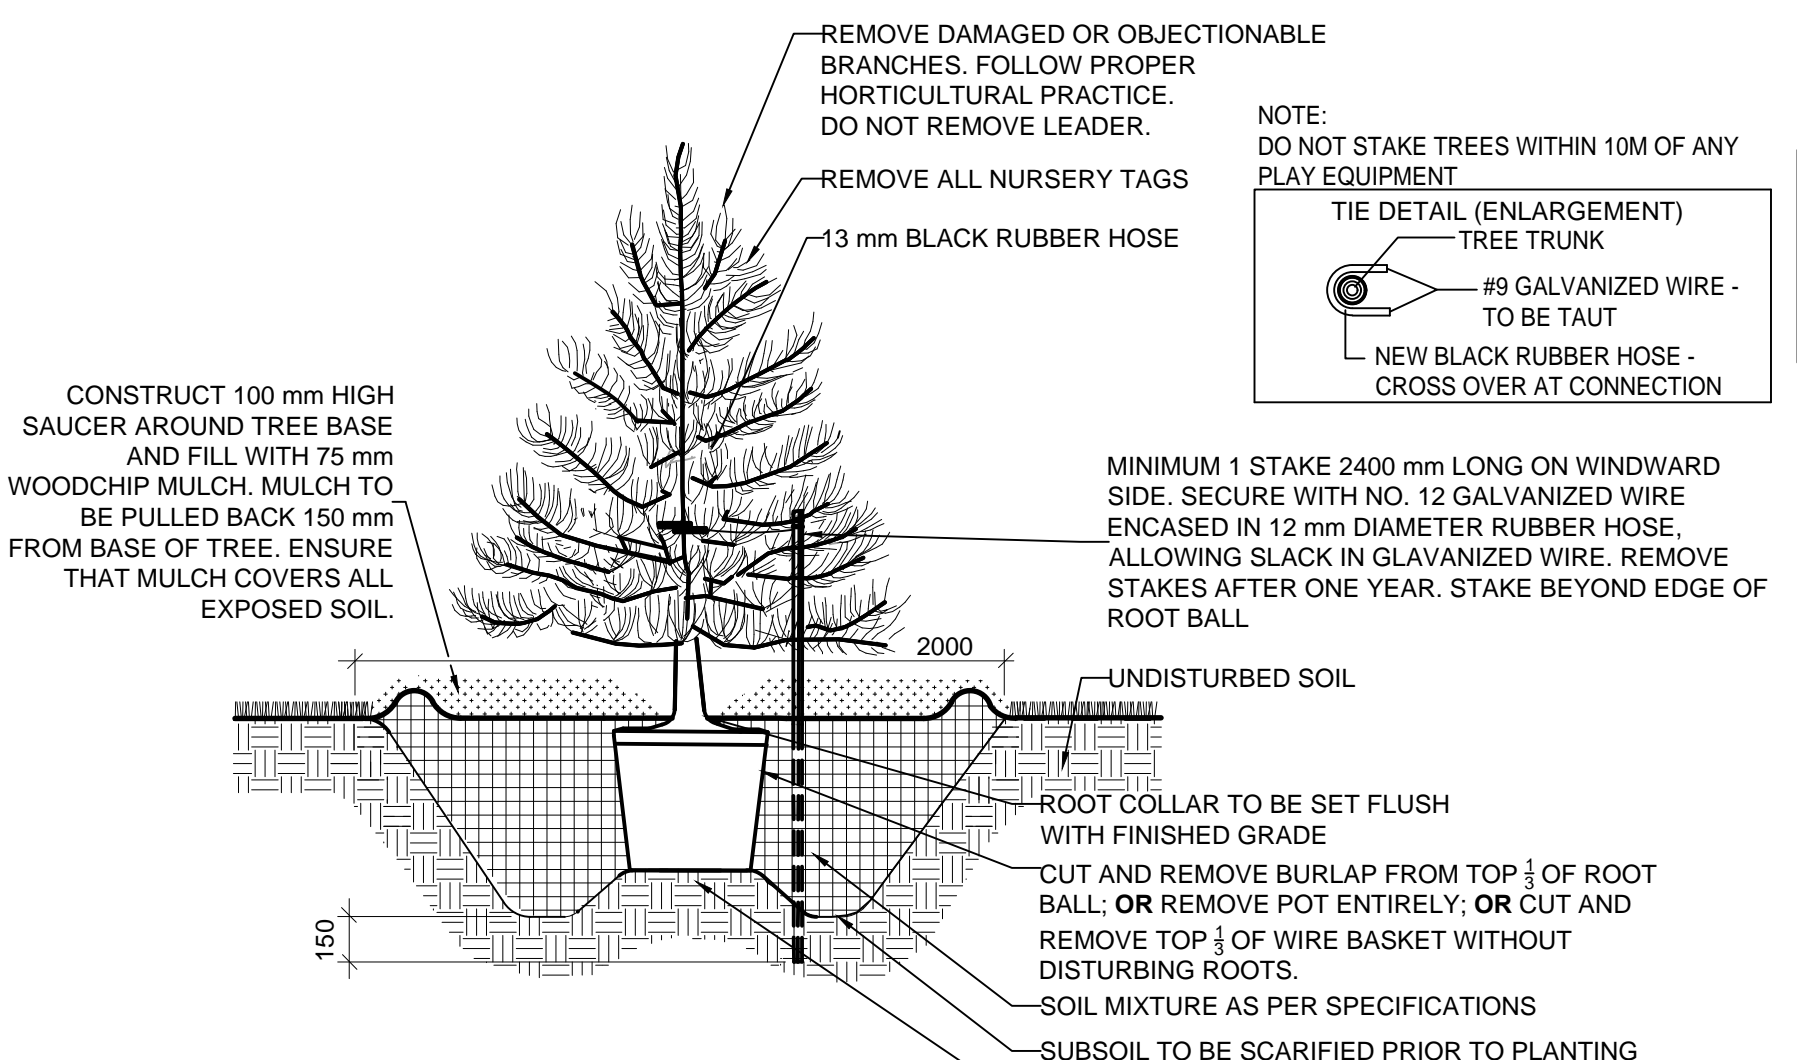 REMOVE DAMAGED OR OBJECTIONABLE
BRANCHES. FOLLOW PROPER
HORTICULTURAL PRACTICE.
DO NOT REMOVE LEADER.
REMOVE ALL NURSERY TAGS
13 mm BLACK RUBBER HOSE
NOTE:
DO NOT STAKE TREES WITHIN 10M OF ANY
PLAY EQUIPMENT
TIE DETAIL (ENLARGEMENT)
TREE TRUNK
#9 GALVANIZED WIRE -
TO BE TAUT
NEW BLACK RUBBER HOSE -
CROSS OVER AT CONNECTION
CONSTRUCT 100 mm HIGH
SAUCER AROUND TREE BASE
AND FILL WITH 75 mm
WOODCHIP MULCH. MULCH TO
BE PULLED BACK 150 mm
FROM BASE OF TREE. ENSURE
THAT MULCH COVERS ALL
EXPOSED SOIL.
MINIMUM 1 STAKE 2400 mm LONG ON WINDWARD
SIDE. SECURE WITH NO. 12 GALVANIZED WIRE
ENCASED IN 12 mm DIAMETER RUBBER HOSE,
ALLOWING SLACK IN GLAVANIZED WIRE. REMOVE
STAKES AFTER ONE YEAR. STAKE BEYOND EDGE OF
ROOT BALL
2000
UNDISTURBED SOIL
ROOT COLLAR TO BE SET FLUSH
WITH FINISHED GRADE
CUT AND REMOVE BURLAP FROM TOP 1/3 OF ROOT
BALL; OR REMOVE POT ENTIRELY; OR CUT AND
REMOVE TOP 1/3 OF WIRE BASKET WITHOUT
DISTURBING ROOTS.
150
SOIL MIXTURE AS PER SPECIFICATIONS
SUBSOIL TO BE SCARIFIED PRIOR TO PLANTING